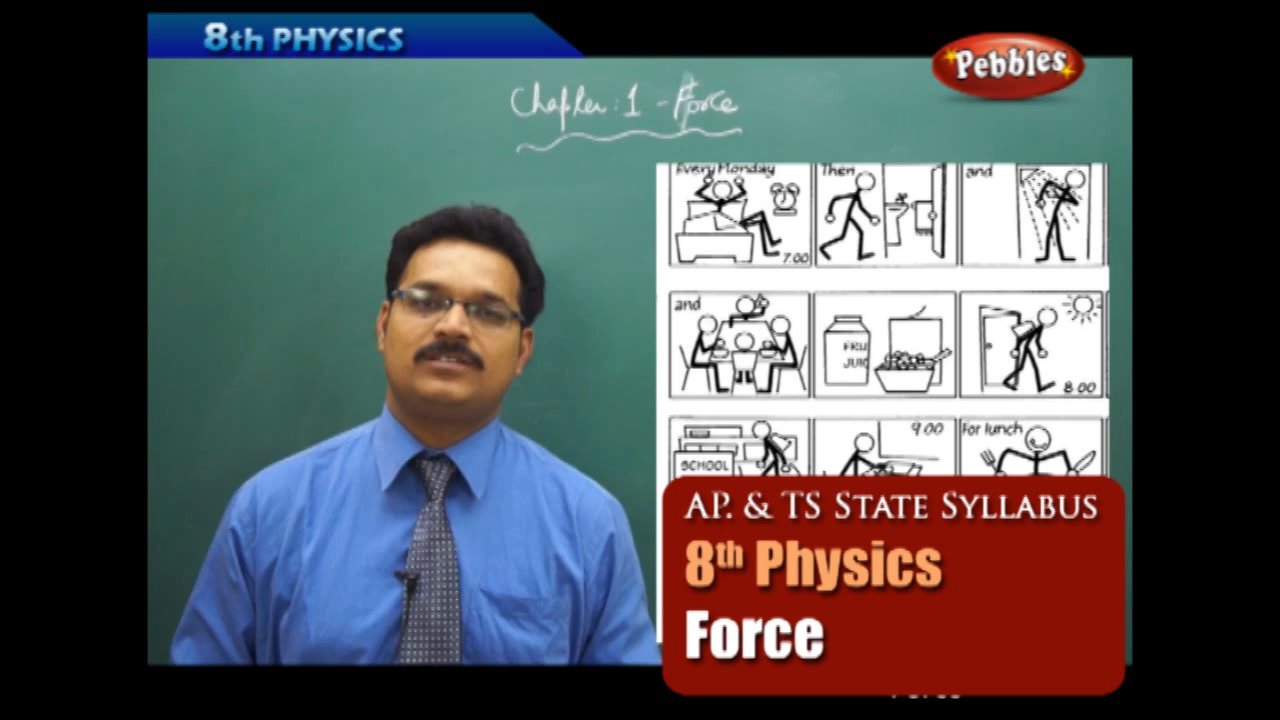 8th PHYSICS
Pebbles
Chapter: 1 - Force
Every Monday
7.00
Then
and
and
FRU
JUIC
8.00
SCHOOL
9.00
For lunch
AP. & TS STATE SYLLABUS
8th Physics
Force